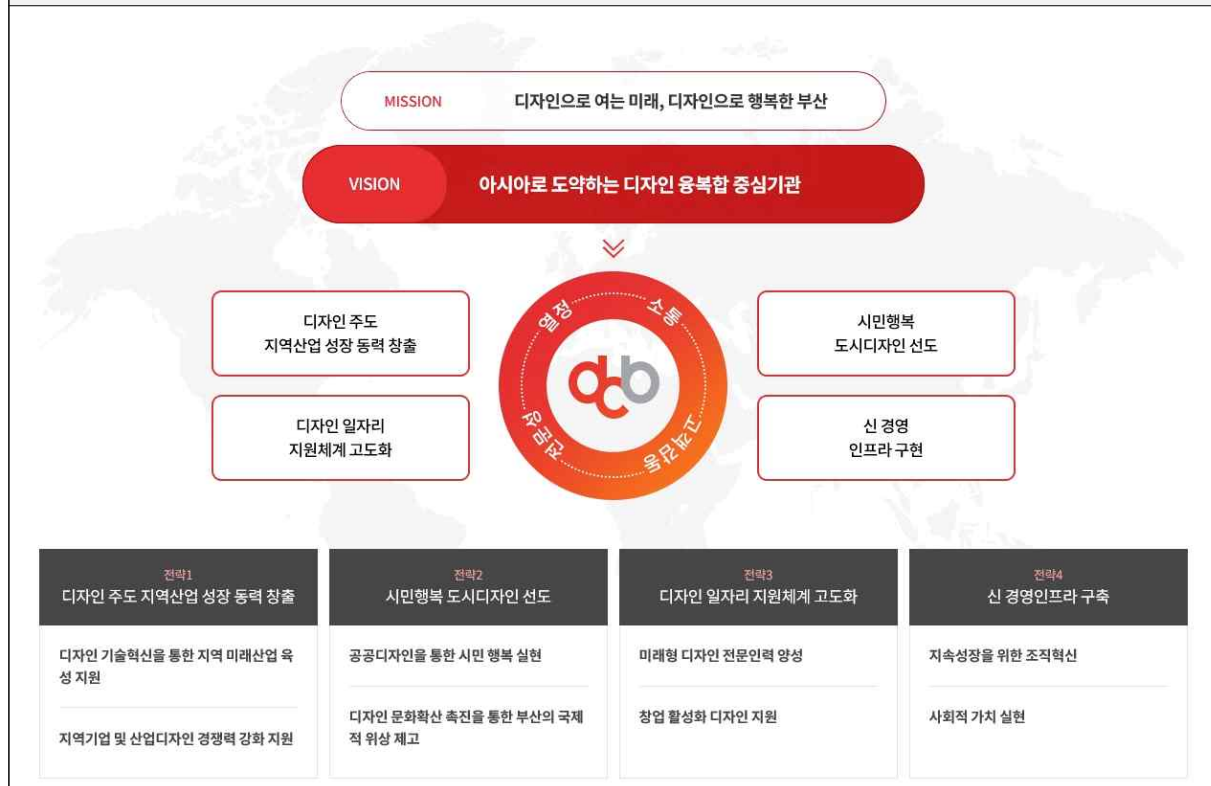 MISSION 디자인으로 여는 미래, 디자인으로 행복한 부산
VISION 아시아로 도약하는 디자인 융복합 중심기관
디자인 주도
지역산업 성장 동력 창출
디자인 일자리
지원체계 고도화
열정
소통
전문성
고객감동
dcb
시민행복
도시디자인 선도
신 경영
인프라 구현
전략1
디자인 주도 지역산업 성장 동력 창출
디자인 기술혁신을 통한 지역 미래산업 육
성 지원
지역기업 및 산업디자인 경쟁력 강화 지원
전략2
시민행복 도시디자인 선도
공공디자인을 통한 시민 행복 실현
디자인 문화확산 촉진을 통한 부산의 국제
적 위상 제고
전략3
디자인 일자리 지원체계 고도화
미래형 디자인 전문인력 양성
창업 활성화 디자인 지원
전략4
신 경영인프라 구축
지속성장을 위한 조직혁신
사회적 가치 실현